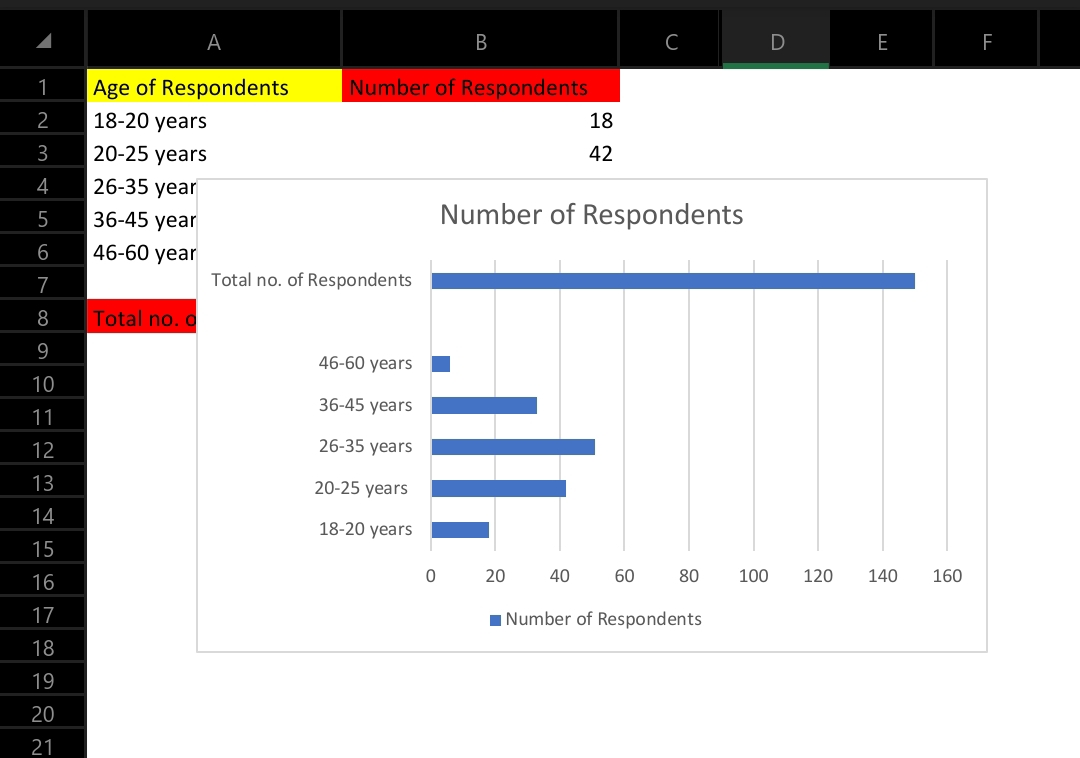 A B C D E F
1 Age of Respondents Number of Respondents
2 18-20 years 18
3 20-25 years 42
4 26-35 year
5 36-45 year
6 46-60 year
7
8 Total no. o
9
10
11
12
13
14
15
16
17
18
19
20
21
Number of Respondents
Total no. of Respondents
46-60 years
36-45 years
26-35 years
20-25 years
18-20 years
0 20 40 60 80 100 120 140 160
Number of Respondents